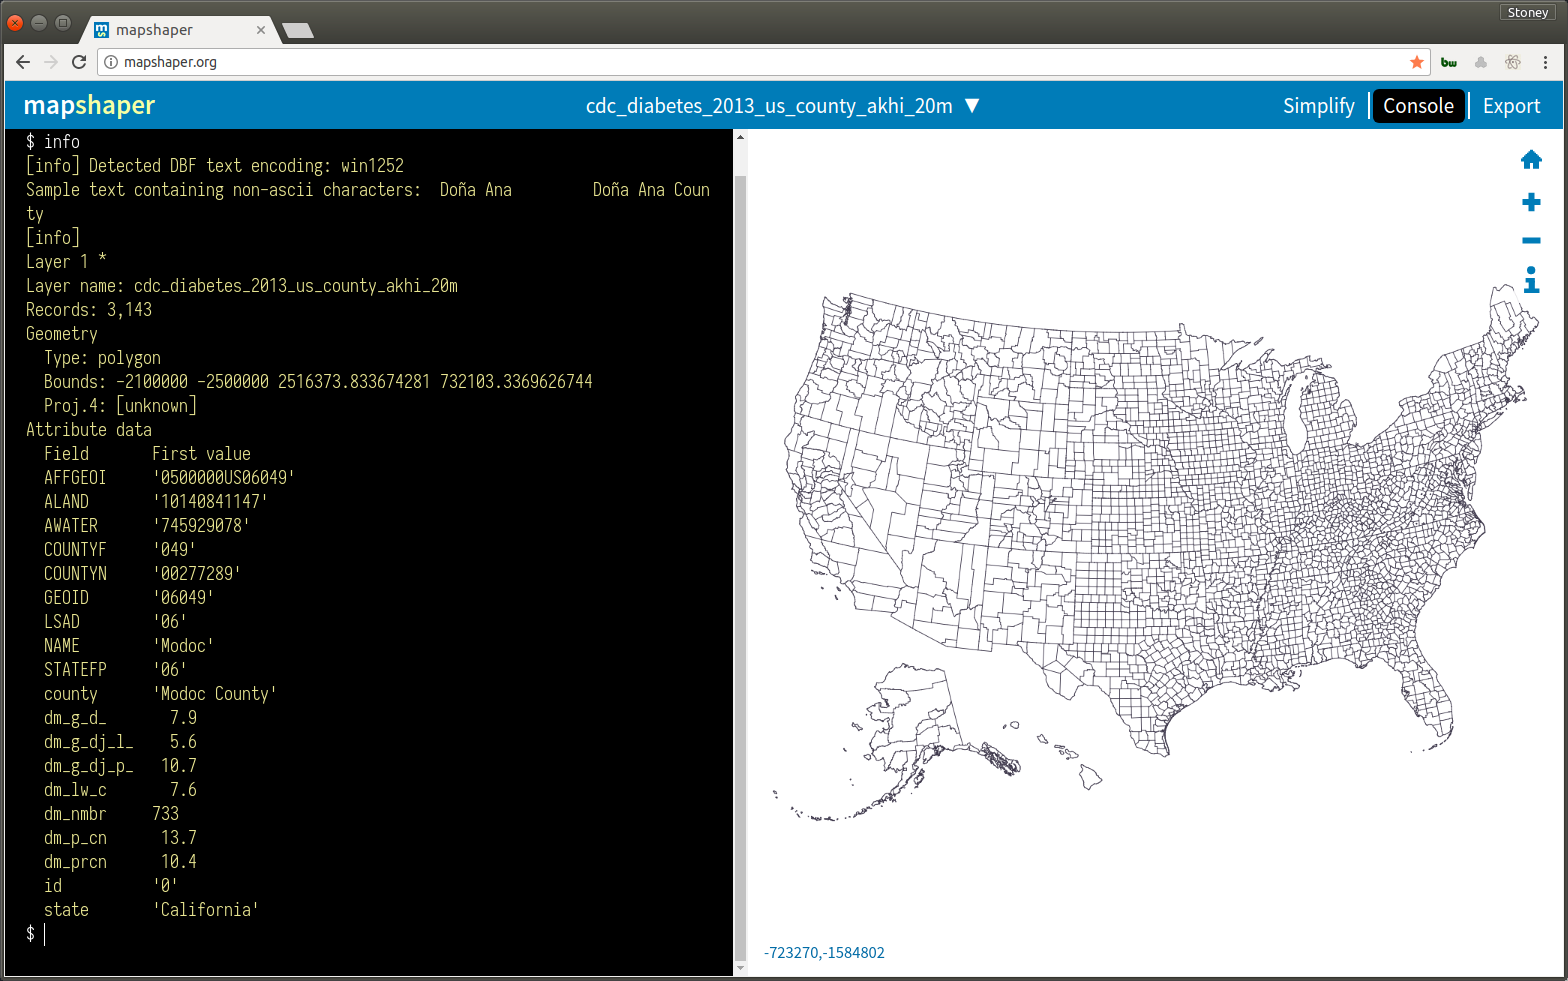 Stoney
mapshaper
mapshaper.org
bw
mapshaper
cdc_diabetes_2013_us_county_akhi_20m ▼
Simplify
Console
Export
$ info
[info] Detected DBF text encoding: win1252
Sample text containing non-ascii characters:  Doña Ana         Doña Ana Coun
ty
[info]
Layer 1 *
Layer name: cdc_diabetes_2013_us_county_akhi_20m
Records: 3,143
Geometry
  Type: polygon
  Bounds: -2100000 -2500000 2516373.833674281 732103.3369626744
  Proj.4: [unknown]
Attribute data
  Field       First value
  AFFGEOI     '0500000US06049'
  ALAND       '10140841147'
  AWATER      '745929078'
  COUNTYF     '049'
  COUNTYN     '00277289'
  GEOID       '06049'
  LSAD        '06'
  NAME        'Modoc'
  STATEFP     '06'
  county      'Modoc County'
  dm_g_d_       7.9
  dm_g_dj_l_    5.6
  dm_g_dj_p_   10.7
  dm_lw_c       7.6
  dm_nmbr     733
  dm_p_cn      13.7
  dm_prcn      10.4
  id          '0'
  state       'California'
$
-723270,-1584802